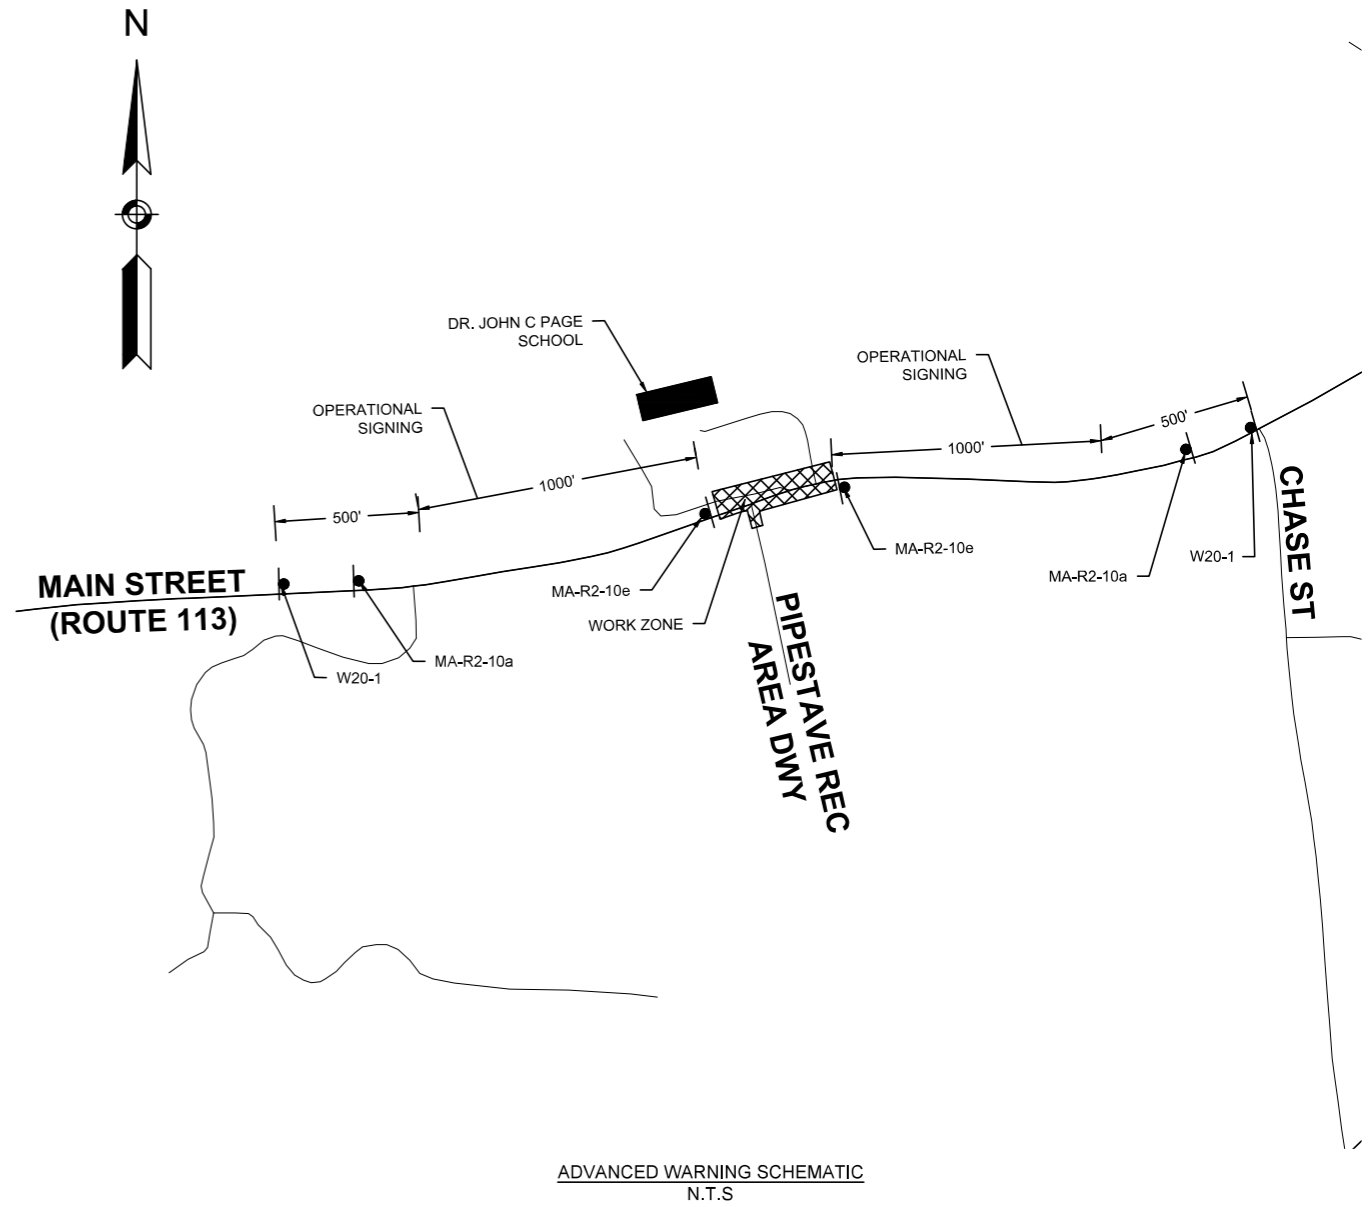 N
DR. JOHN C PAGE
SCHOOL
OPERATIONAL
SIGNING
OPERATIONAL
SIGNING
500'
1000'
1000'
500'
MAIN STREET
(ROUTE 113)
W20-1
MA-R2-10a
MA-R2-10e
WORK ZONE
MA-R2-10e
MA-R2-10a
W20-1
CHASE ST
PIPESTAVE REC
AREA DWY
ADVANCED WARNING SCHEMATIC
N.T.S